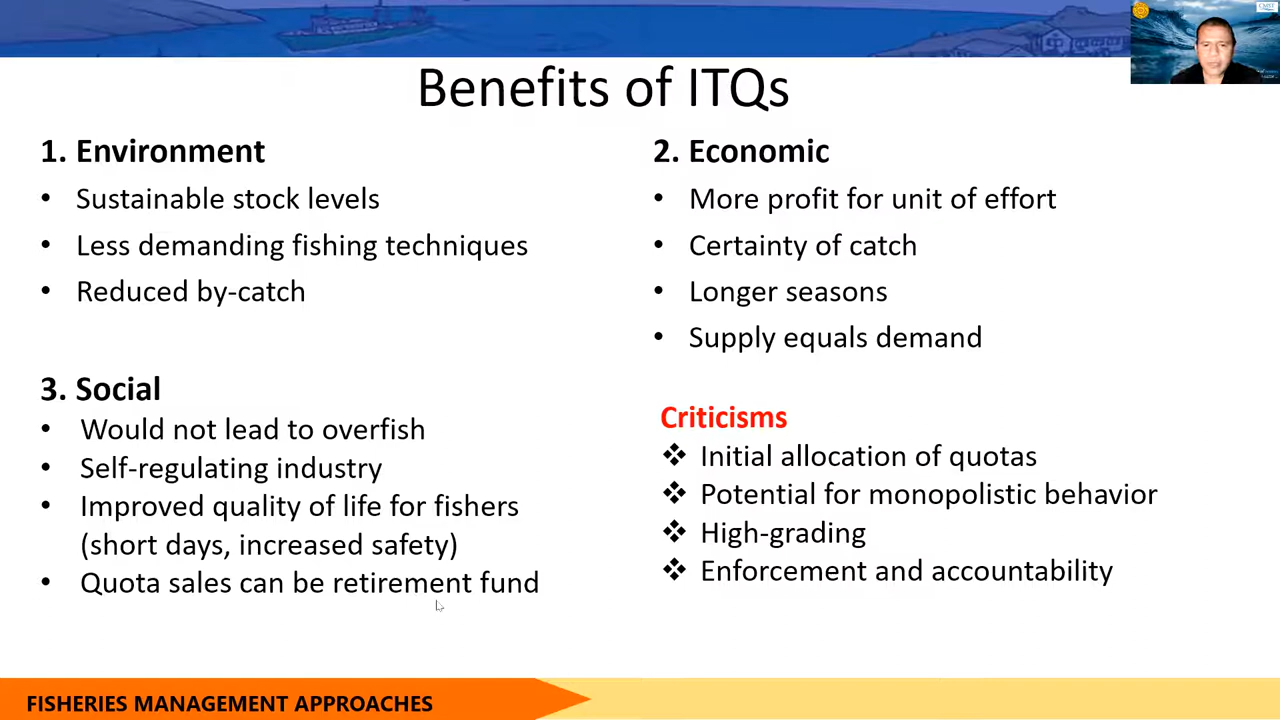 Benefits of ITQs
1. Environment
• Sustainable stock levels
• Less demanding fishing techniques
• Reduced by-catch
2. Economic
• More profit for unit of effort
• Certainty of catch
• Longer seasons
• Supply equals demand
3. Social
• Would not lead to overfish
• Self-regulating industry
• Improved quality of life for fishers
(short days, increased safety)
• Quota sales can be retirement fund
Criticisms
❖ Initial allocation of quotas
❖ Potential for monopolistic behavior
❖ High-grading
❖ Enforcement and accountability
FISHERIES MANAGEMENT APPROACHES